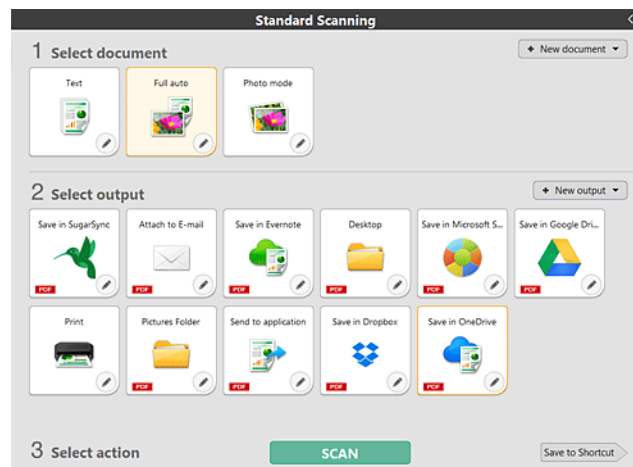 Standard Scanning
1 Select document
+ New document
Text
Full auto
Photo mode
2 Select output
+ New output
Save in SugarSync
Attach to E-mail
Save in Evernote
Desktop
Save in Microsoft S...
Save in Google Dri...
PDF
PDF
PDF
PDF
PDF
PDF
Print
Pictures Folder
Send to application
Save in Dropbox
Save in OneDrive
PDF
PDF
PDF
PDF
3 Select action
SCAN
Save to Shortcut